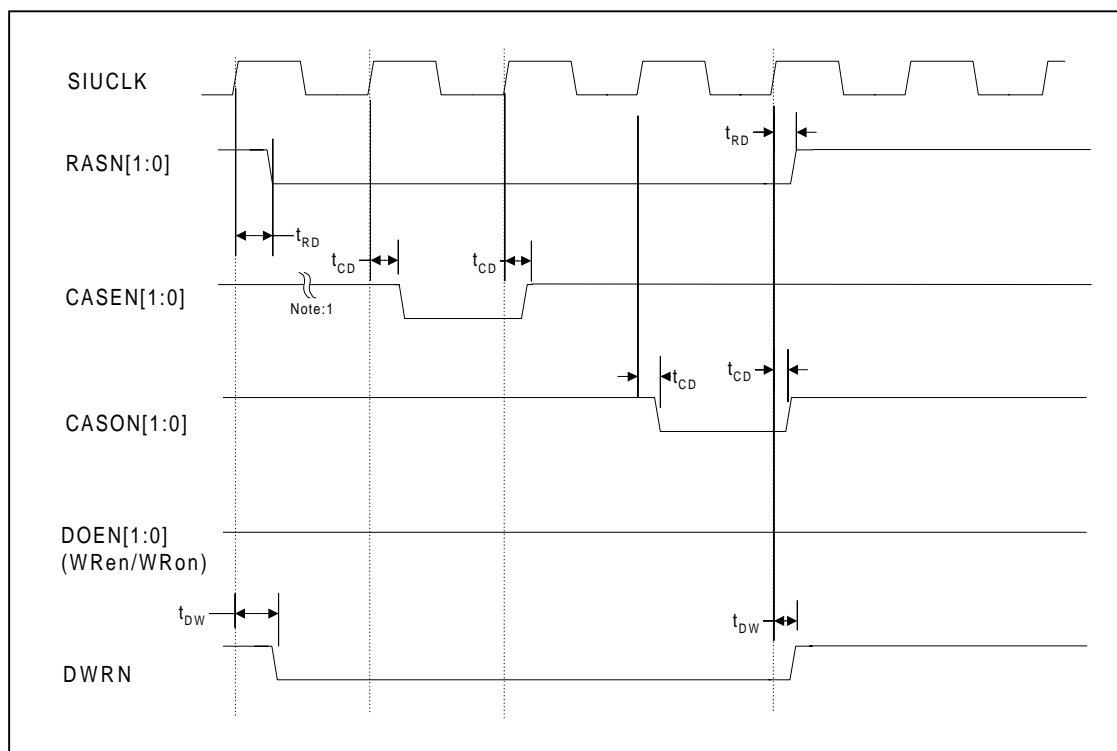 SIUCLK
t_RD
RASN[1:0]
t_RD
t_CD
t_CD
CASEN[1:0]
Note:1
t_CD
t_CD
CASON[1:0]
DOEN[1:0]
(WRen/WRon)
t_DW
t_DW
DWRN